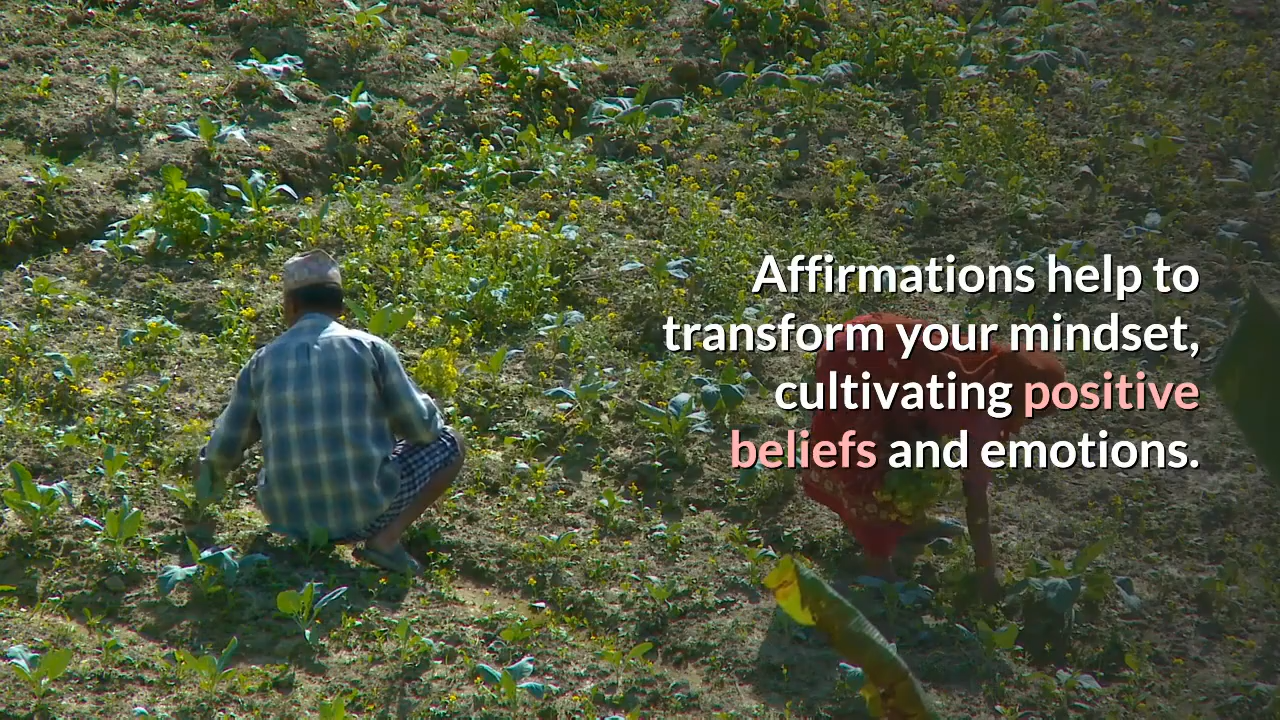 Affirmations help to
transform your mindset,
cultivating positive
beliefs and emotions.